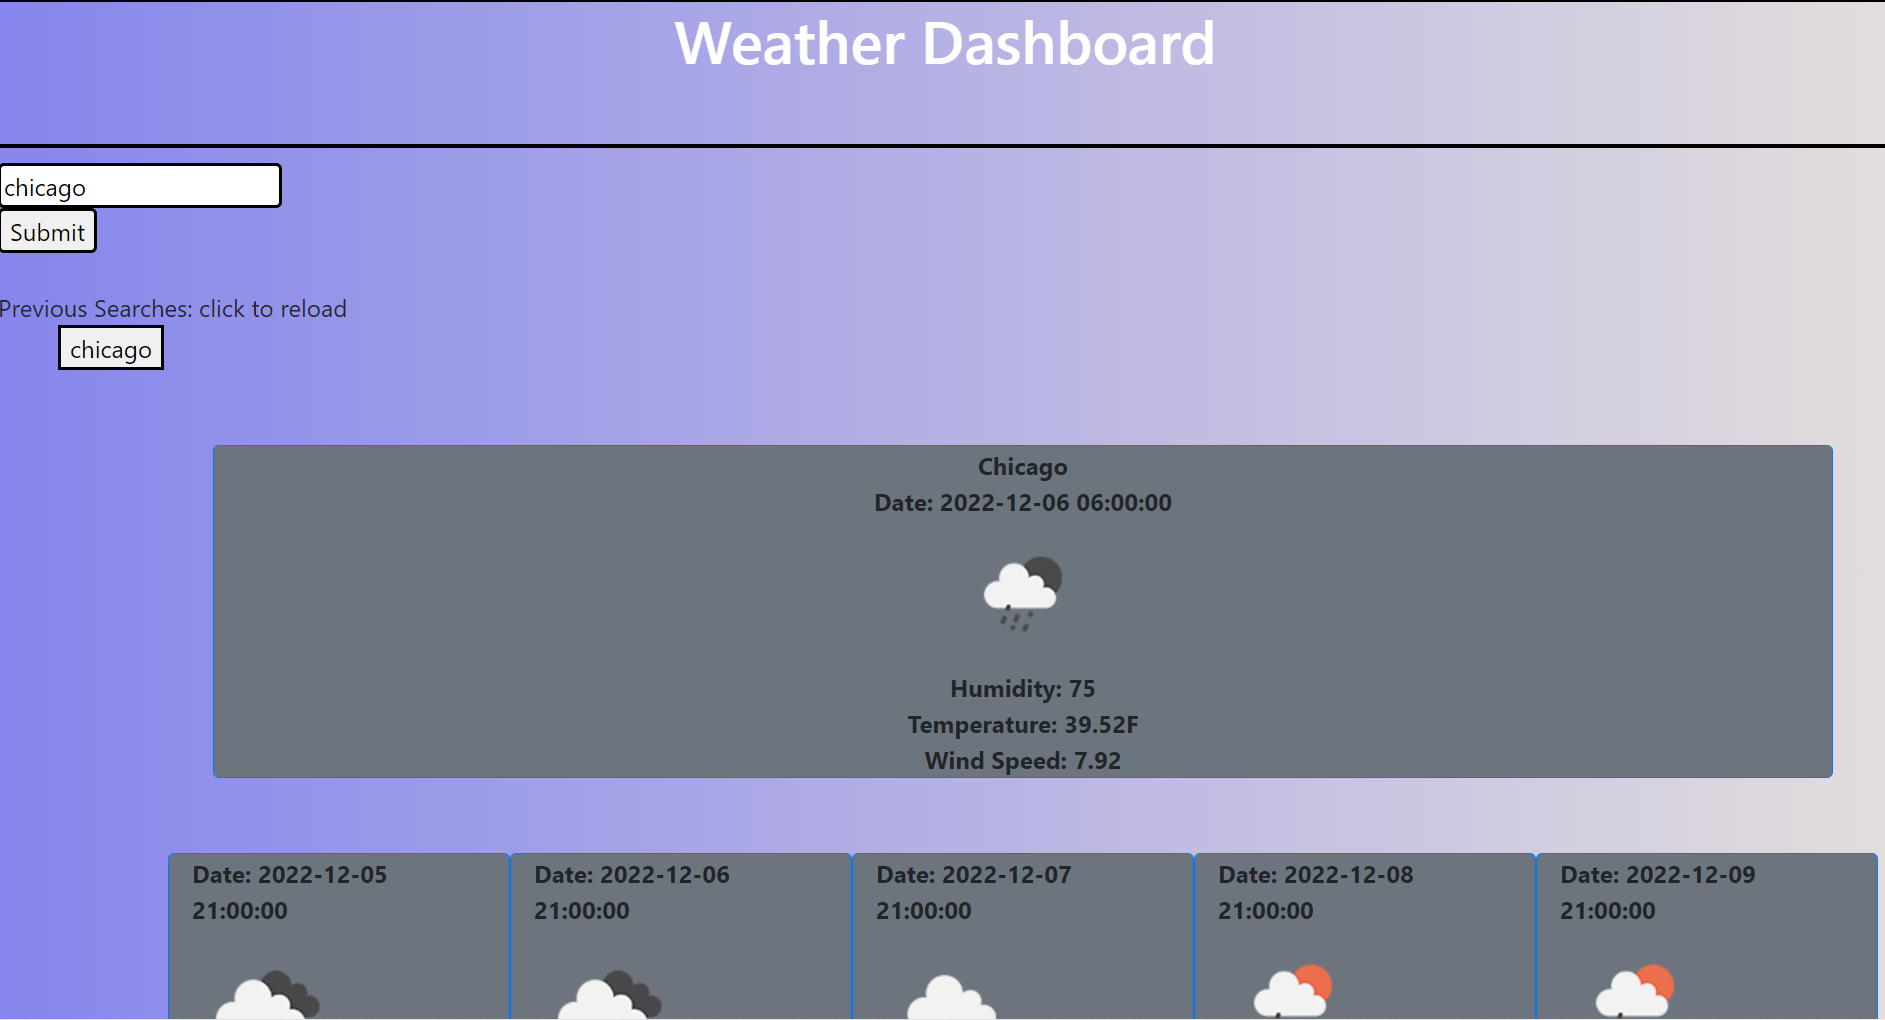 Weather Dashboard
chicago
Submit
Previous Searches: click to reload
chicago
Chicago
Date: 2022-12-06 06:00:00
Humidity: 75
Temperature: 39.52F
Wind Speed: 7.92
Date: 2022-12-05
21:00:00
Date: 2022-12-06
21:00:00
Date: 2022-12-07
21:00:00
Date: 2022-12-08
21:00:00
Date: 2022-12-09
21:00:00